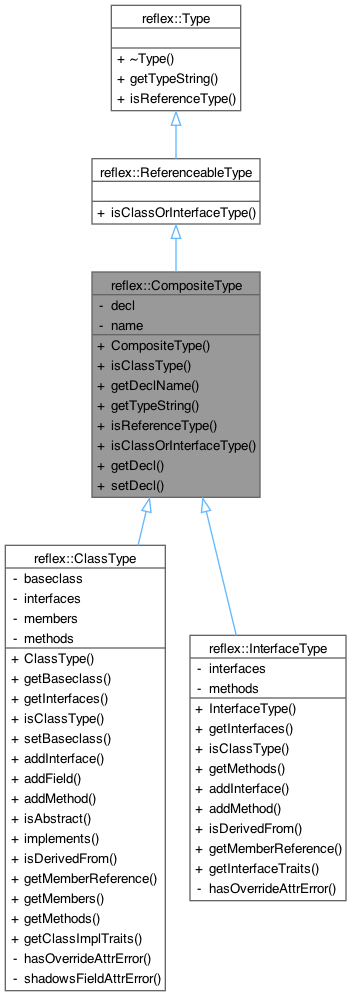 reflex::Type
+ ~Type()
+ getTypeString()
+ isReferenceType()
reflex::ReferenceableType
+ isClassOrInterfaceType()
reflex::CompositeType
- decl
- name
+ CompositeType()
+ isClassType()
+ getDeclName()
+ getTypeString()
+ isReferenceType()
+ isClassOrInterfaceType()
+ getDecl()
+ setDecl()
reflex::ClassType
- baseclass
- interfaces
- members
- methods
+ ClassType()
+ getBaseclass()
+ getInterfaces()
+ isClassType()
+ setBaseclass()
+ addInterface()
+ addField()
+ addMethod()
+ isAbstract()
+ implements()
+ isDerivedFrom()
+ getMemberReference()
+ getMembers()
+ getMethods()
+ getClassImplTraits()
- hasOverrideAttrError()
- shadowsFieldAttrError()
reflex::InterfaceType
- interfaces
- methods
+ InterfaceType()
+ getInterfaces()
+ isClassType()
+ getMethods()
+ addInterface()
+ addMethod()
+ isDerivedFrom()
+ getMemberReference()
+ getInterfaceTraits()
- hasOverrideAttrError()